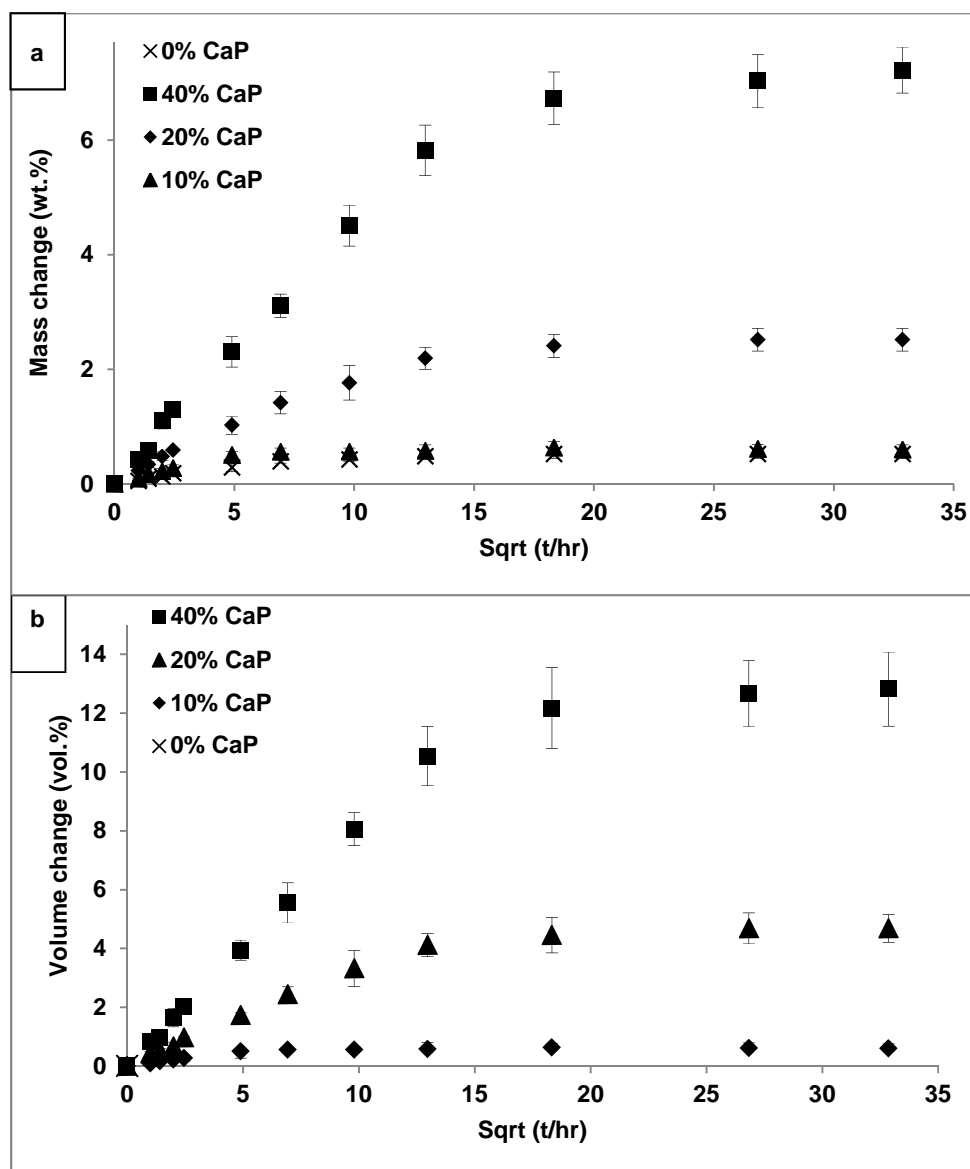 a
0% CaP
40% CaP
20% CaP
10% CaP
Mass change (wt.%)
6
4
2
0
0 5 10 15 20 25 30 35
Sqrt (t/hr)
b
40% CaP
20% CaP
10% CaP
0% CaP
Volume change (vol.%)
14
12
10
8
6
4
2
0
0 5 10 15 20 25 30 35
Sqrt (t/hr)